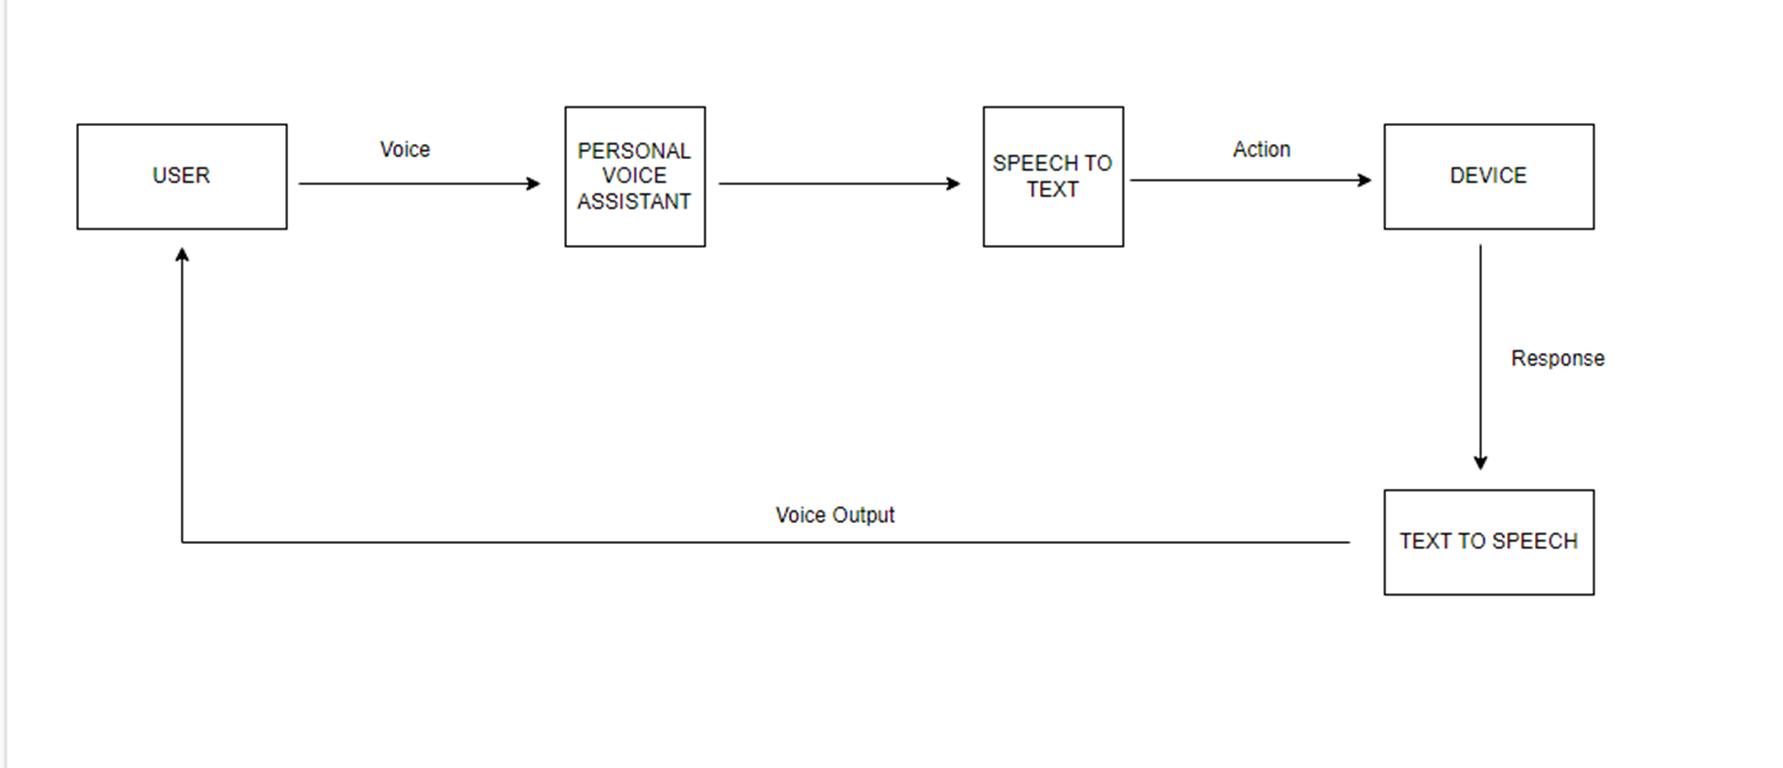 Voice
USER
PERSONAL
VOICE
ASSISTANT
SPEECH TO
TEXT
Action
DEVICE
Response
Voice Output
TEXT TO SPEECH